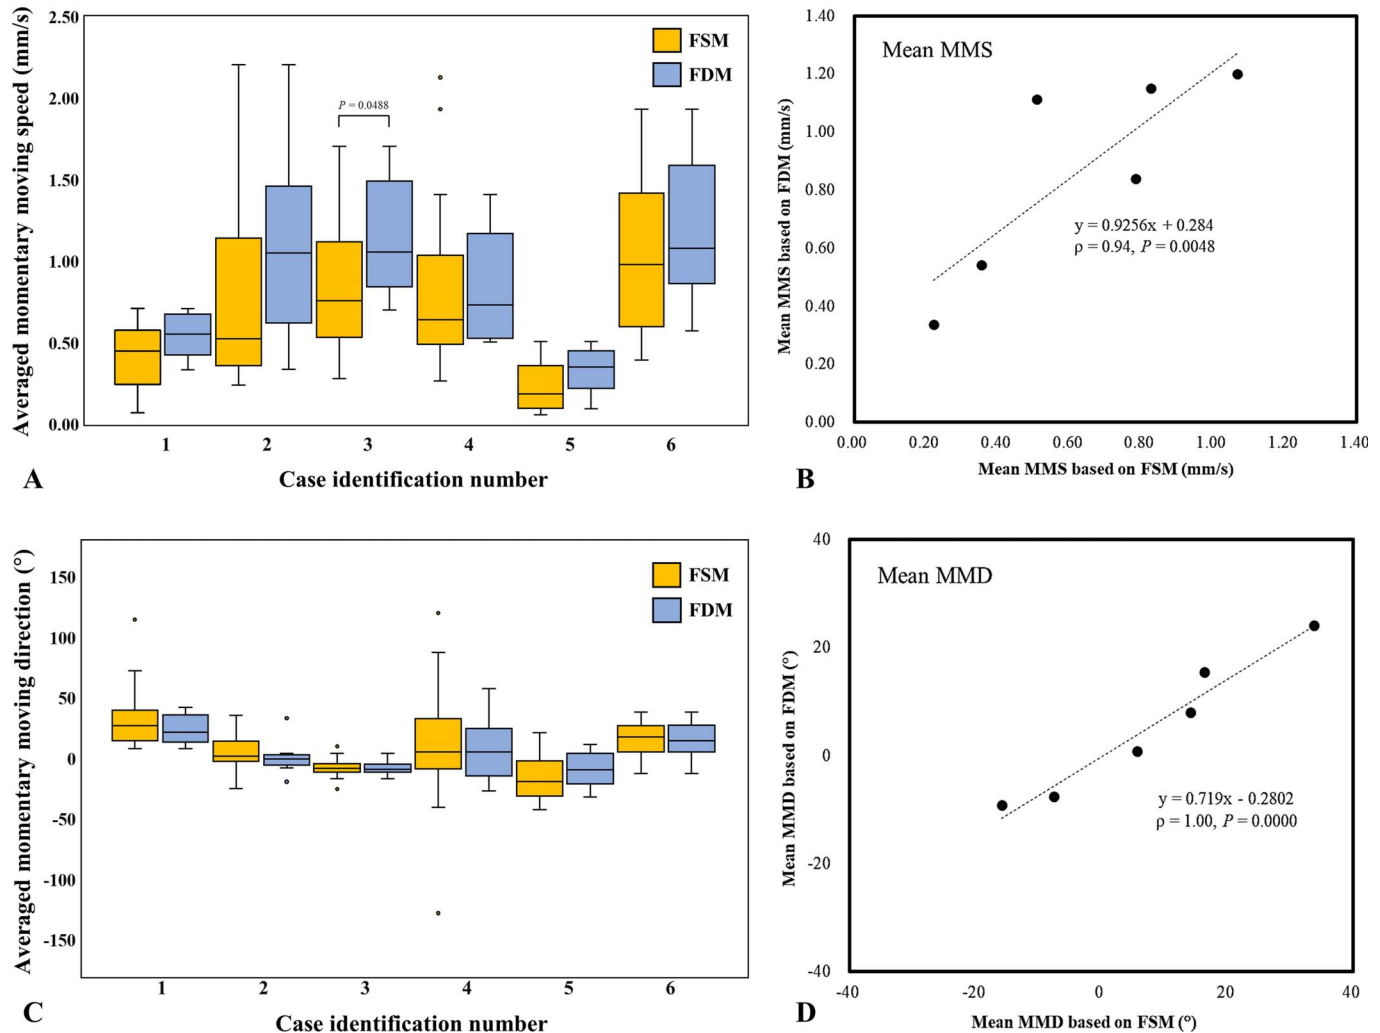 2.50
2.00
1.50
1.00
0.50
0.00
Averaged momentary moving speed (mm/s)
FSM
FDM
P = 0.0488
1 2 3 4 5 6
Case identification number
A
1.40
1.20
1.00
0.80
0.60
0.40
0.20
0.00
Mean MMS based on FDM (mm/s)
Mean MMS
y = 0.9256x + 0.284
ρ = 0.94, P = 0.0048
0.00 0.20 0.40 0.60 0.80 1.00 1.20 1.40
Mean MMS based on FSM (mm/s)
B
150
100
50
0
-50
-100
-150
Averaged momentary moving direction (°)
FSM
FDM
1 2 3 4 5 6
Case identification number
C
40
20
0
-20
-40
Mean MMD based on FDM (°)
Mean MMD
y = 0.719x - 0.2802
ρ = 1.00, P = 0.0000
-40 -20 0 20 40
Mean MMD based on FSM (°)
D